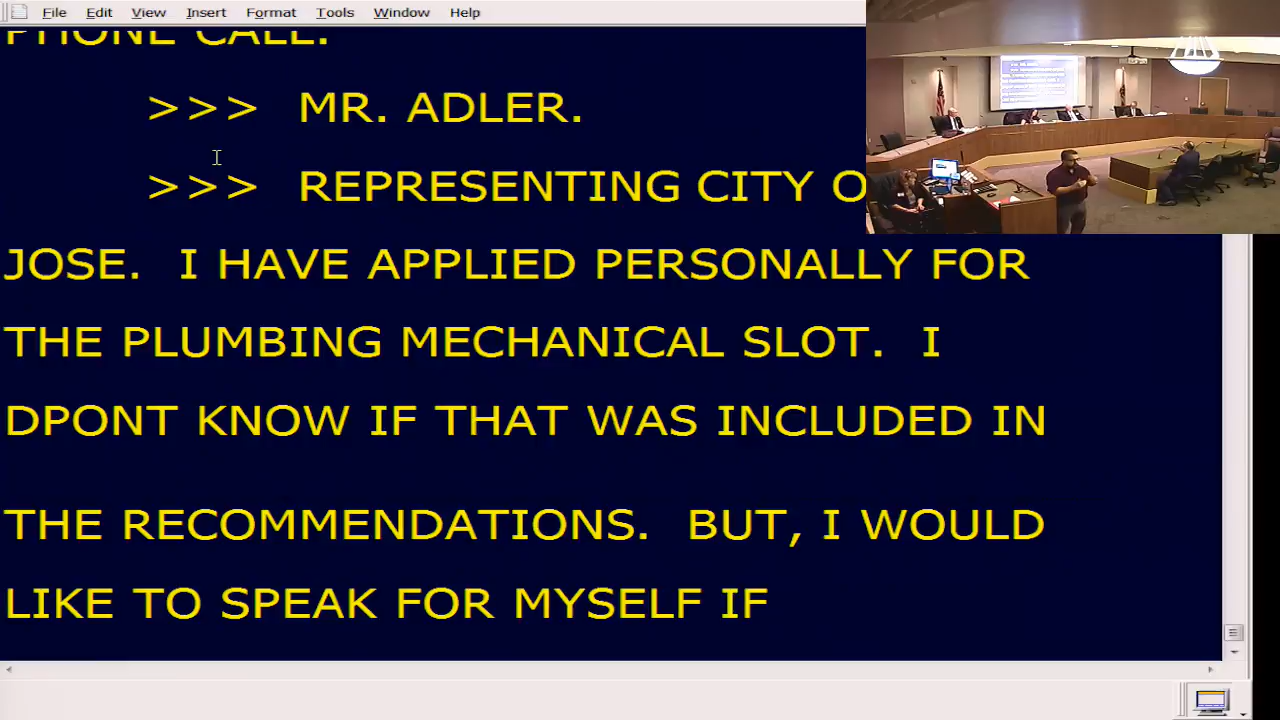 File Edit View Insert Format Tools Window Help
PHONE CALL.
>>> MR. ADLER.
>>> REPRESENTING CITY O
JOSE. I HAVE APPLIED PERSONALLY FOR
THE PLUMBING MECHANICAL SLOT. I
DPONT KNOW IF THAT WAS INCLUDED IN
THE RECOMMENDATIONS. BUT, I WOULD
LIKE TO SPEAK FOR MYSELF IF